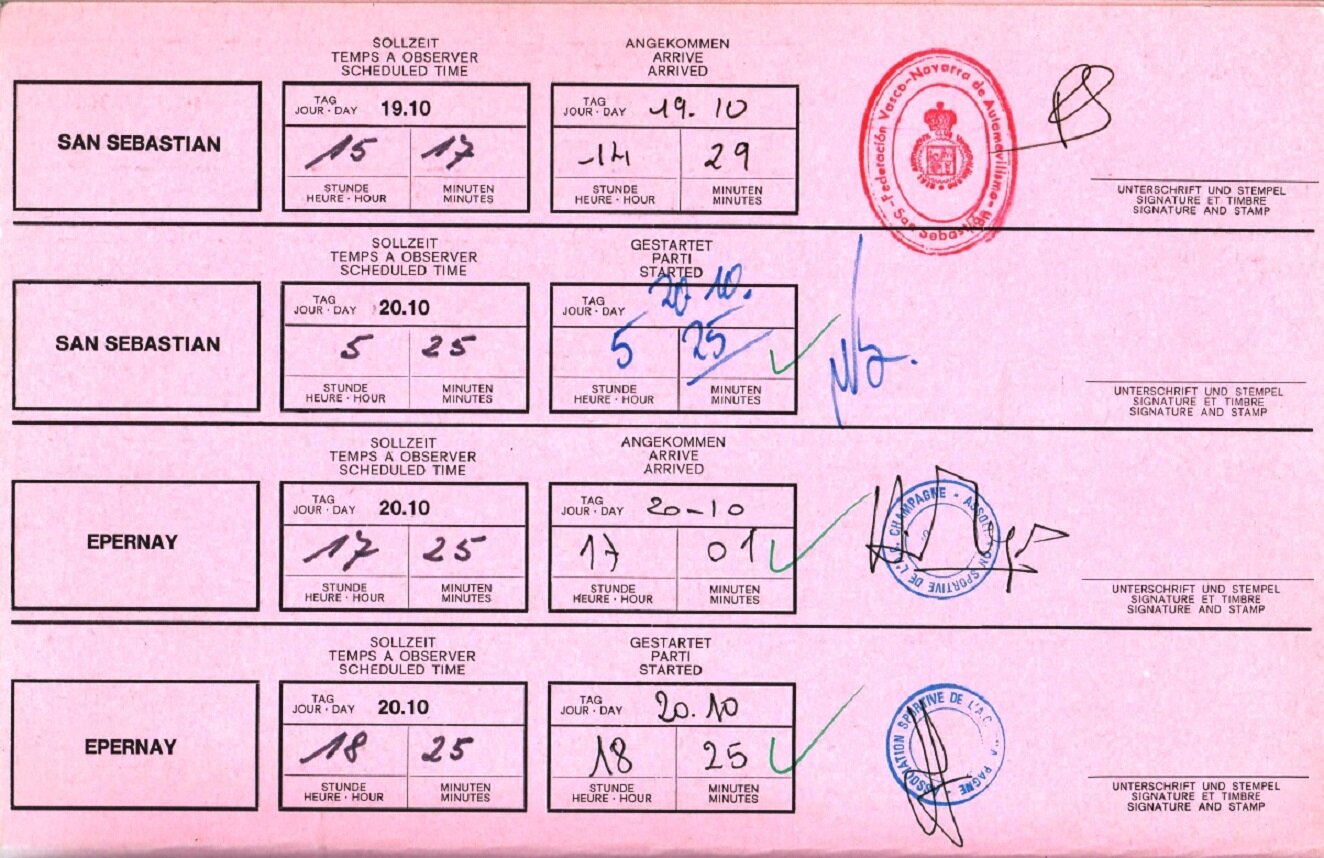 SOLLZEIT
TEMPS A OBSERVER
SCHEDULED TIME
ANGEKOMMEN
ARRIVE
ARRIVED
SAN SEBASTIAN
TAG
JOUR · DAY 19.10
15 17
STUNDE
HEURE · HOUR
MINUTEN
MINUTES
TAG
JOUR · DAY 19. 10
14 29
STUNDE
HEURE · HOUR
MINUTEN
MINUTES
Federación Vasco-Navarra de Automovilismo
San Sebastián
UNTERSCHRIFT UND STEMPEL
SIGNATURE ET TIMBRE
SIGNATURE AND STAMP
SOLLZEIT
TEMPS A OBSERVER
SCHEDULED TIME
GESTARTET
PARTI
STARTED
SAN SEBASTIAN
TAG
JOUR · DAY 20.10
5 25
STUNDE
HEURE · HOUR
MINUTEN
MINUTES
TAG
JOUR · DAY 20. 10.
5 25
STUNDE
HEURE · HOUR
MINUTEN
MINUTES
UNTERSCHRIFT UND STEMPEL
SIGNATURE ET TIMBRE
SIGNATURE AND STAMP
SOLLZEIT
TEMPS A OBSERVER
SCHEDULED TIME
ANGEKOMMEN
ARRIVE
ARRIVED
EPERNAY
TAG
JOUR · DAY 20.10
17 25
STUNDE
HEURE · HOUR
MINUTEN
MINUTES
TAG
JOUR · DAY 20-10
17 01
STUNDE
HEURE · HOUR
MINUTEN
MINUTES
SPORTIVE DE L'A.C. CHAMPAGNE
UNTERSCHRIFT UND STEMPEL
SIGNATURE ET TIMBRE
SIGNATURE AND STAMP
SOLLZEIT
TEMPS A OBSERVER
SCHEDULED TIME
GESTARTET
PARTI
STARTED
EPERNAY
TAG
JOUR · DAY 20.10
18 25
STUNDE
HEURE · HOUR
MINUTEN
MINUTES
TAG
JOUR · DAY 20. 10
18 25
STUNDE
HEURE · HOUR
MINUTEN
MINUTES
ASSOCIATION SPORTIVE DE L'A.C.
UNTERSCHRIFT UND STEMPEL
SIGNATURE ET TIMBRE
SIGNATURE AND STAMP